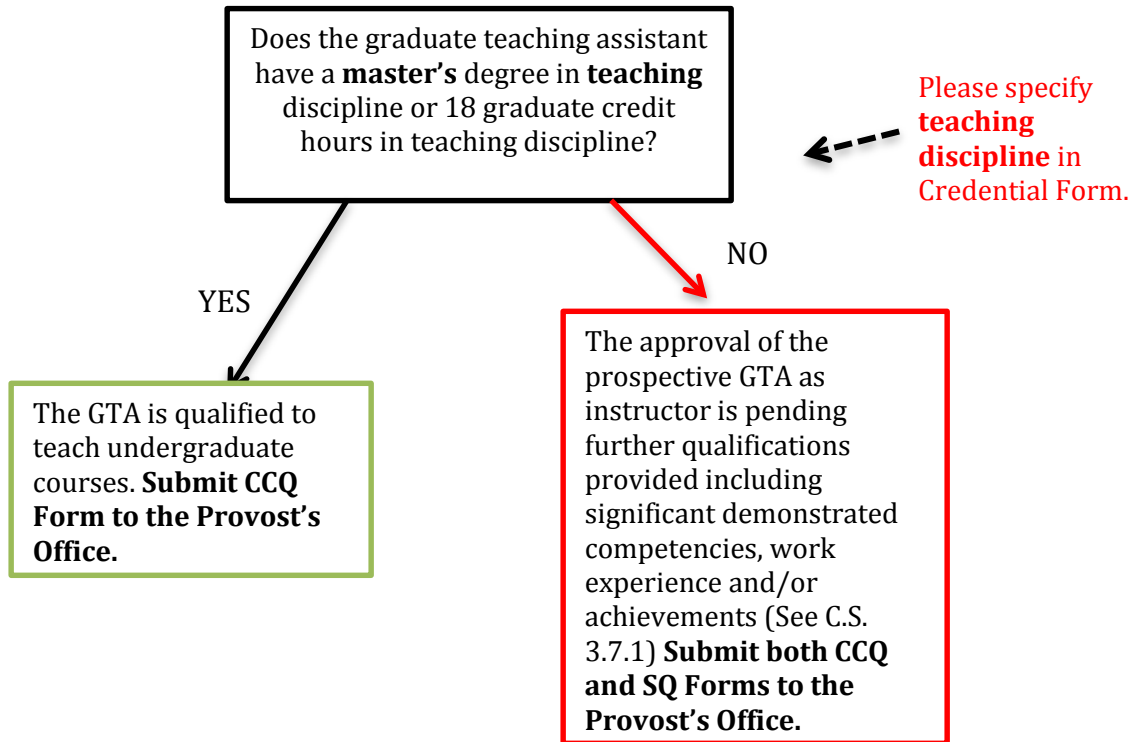 Does the graduate teaching assistant
have a master's degree in teaching
discipline or 18 graduate credit
hours in teaching discipline?
Please specify
teaching
discipline in
Credential Form.
YES
NO
The GTA is qualified to
teach undergraduate
courses. Submit CCQ
Form to the Provost's
Office.
The approval of the
prospective GTA as
instructor is pending
further qualifications
provided including
significant demonstrated
competencies, work
experience and/or
achievements (See C.S.
3.7.1) Submit both CCQ
and SQ Forms to the
Provost's Office.